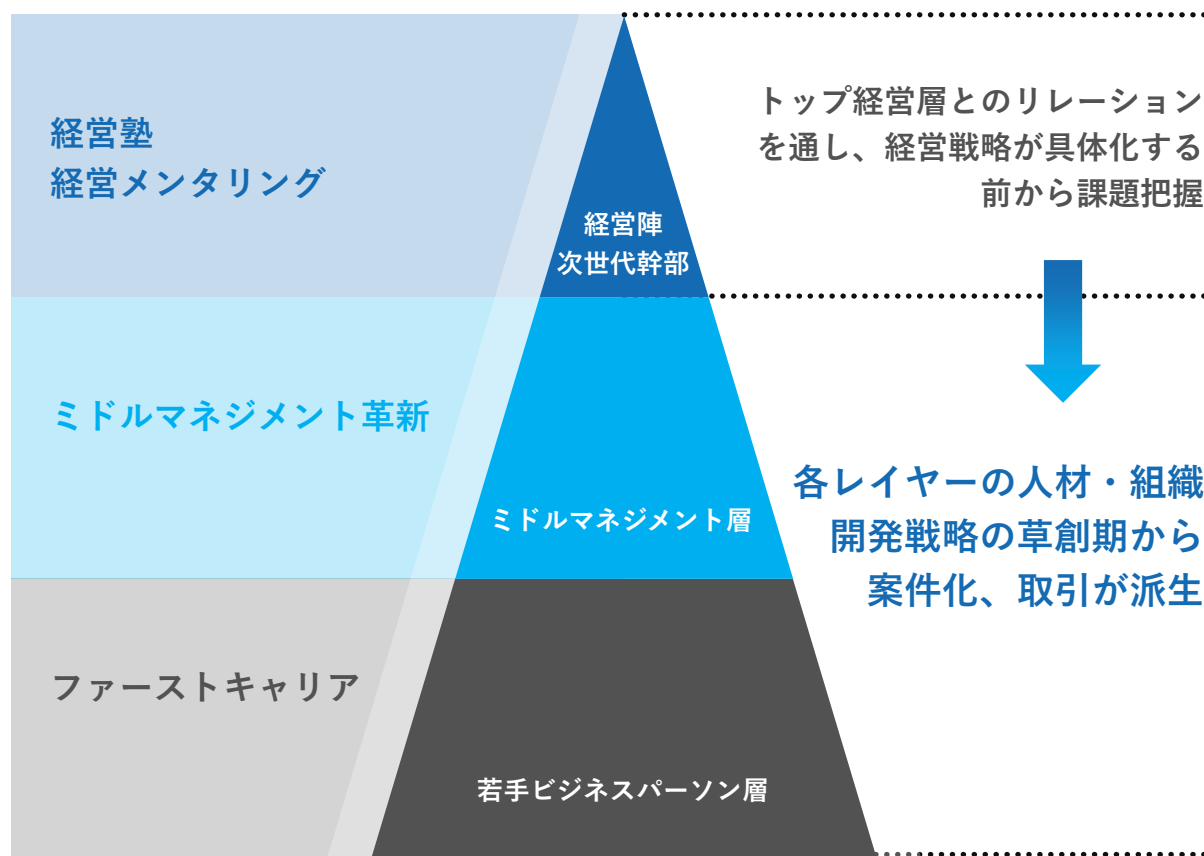 経営塾
経営メンタリング
経営陣
次世代幹部
トップ経営層とのリレーション
を通し、経営戦略が具体化する
前から課題把握
ミドルマネジメント革新
ミドルマネジメント層
各レイヤーの人材・組織
開発戦略の草創期から
案件化、取引が派生
ファーストキャリア
若手ビジネスパーソン層